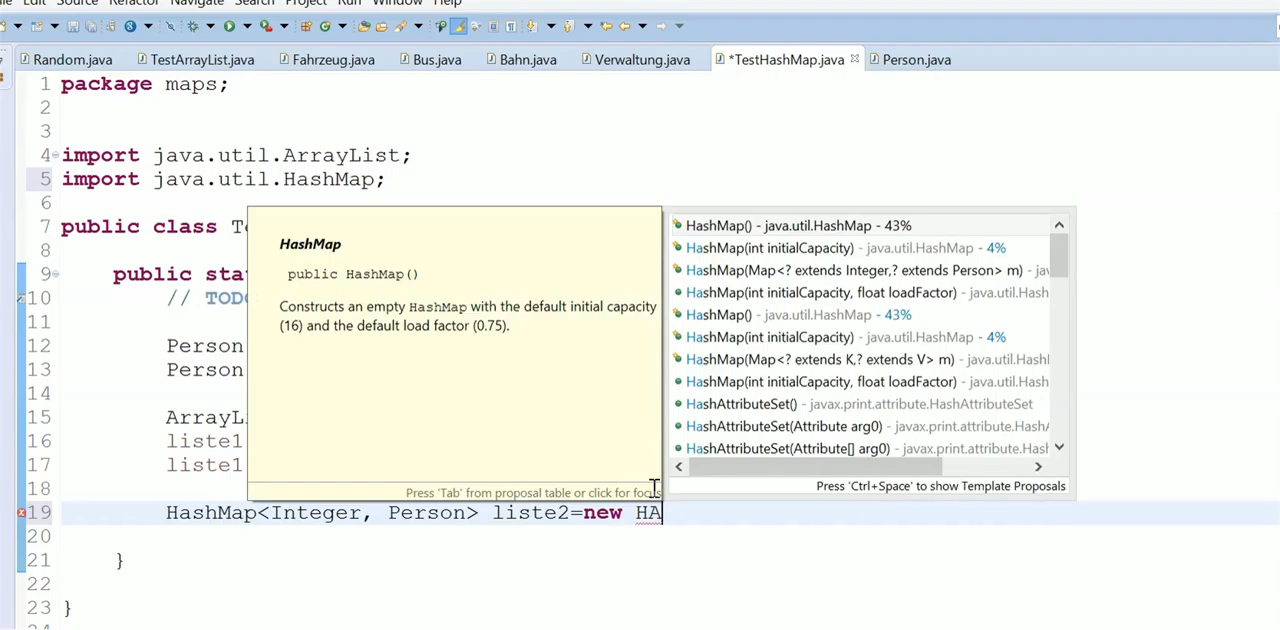 Source Refactor Navigate Search Project Run Window Help
Random.java TestArrayList.java Fahrzeug.java Bus.java Bahn.java Verwaltung.java *TestHashMap.java Person.java
1 package maps;
2
3
4 import java.util.ArrayList;
5 import java.util.HashMap;
6
7 public class
8
9 public
10 //
11
12 Person
13 Person
14
15
16 liste1
17 liste1
18
19 HashMap<Integer, Person> liste2=new HA
20
21 }
22
23 }
HashMap
public HashMap()
Constructs an empty HashMap with the default initial capacity
(16) and the default load factor (0.75).
Press 'Tab' from proposal table or click for focus
HashMap() - java.util.HashMap - 43%
HashMap(int initialCapacity) - java.util.HashMap - 4%
HashMap(Map<? extends Integer,? extends Person> m) -
HashMap(int initialCapacity, float loadFactor) - java.util.Hash
HashMap() - java.util.HashMap - 43%
HashMap(int initialCapacity) - java.util.HashMap - 4%
HashMap(Map<? extends K,? extends V> m) - java.util.Hash
HashMap(int initialCapacity, float loadFactor) - java.util.Hash
HashAttributeSet() - javax.print.attribute.HashAttributeSet
HashAttributeSet(Attribute arg0) - javax.print.attribute.Hash
HashAttributeSet(Attribute[] arg0) - javax.print.attribute.Hash
Press 'Ctrl+Space' to show Template Proposals